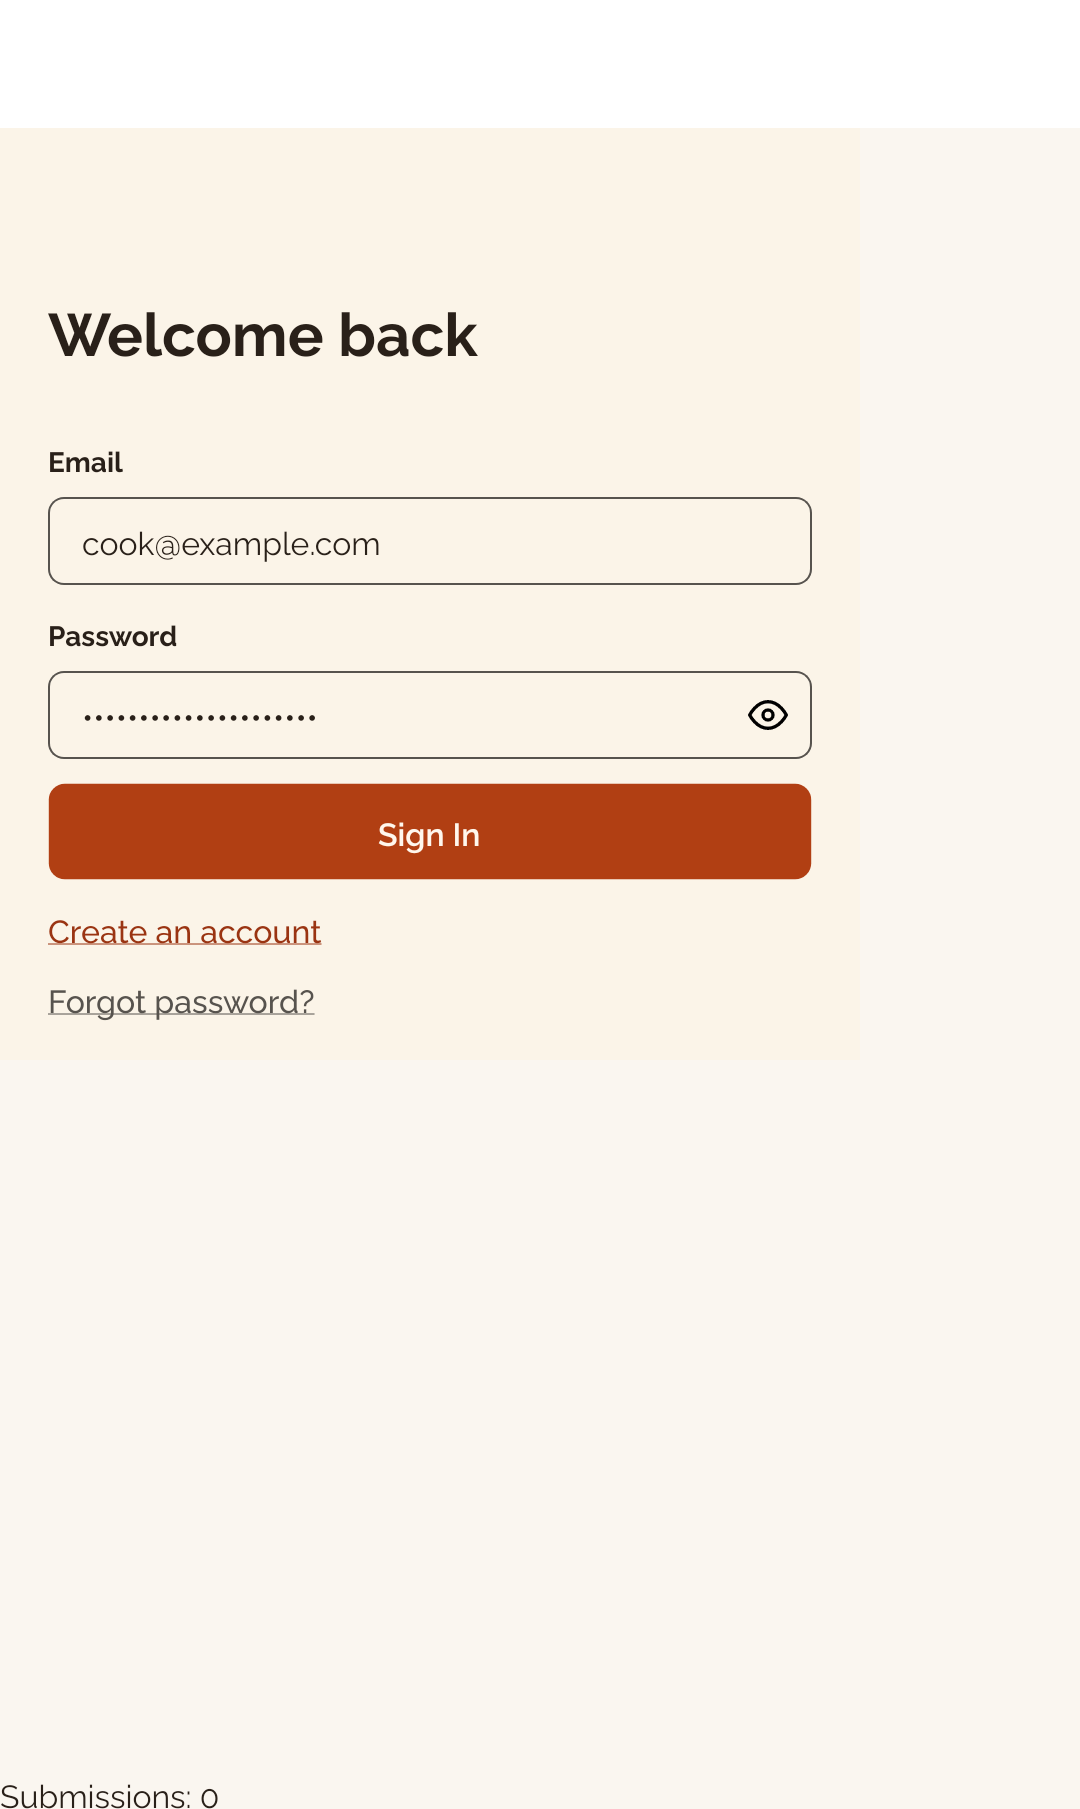 Welcome back
Email
cook@example.com
Password
•••••••••••••••••••••
Sign In
Create an account
Forgot password?
Submissions: 0